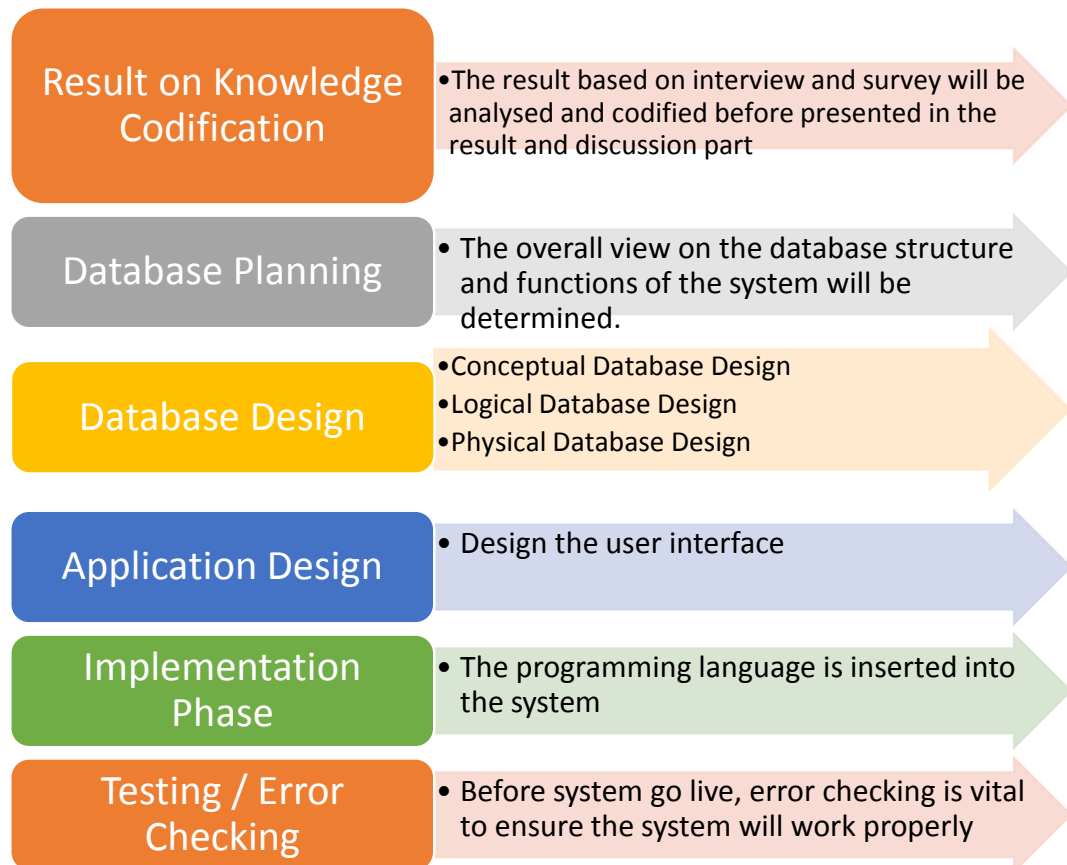 Result on Knowledge
Codification
•The result based on interview and survey will be
analysed and codified before presented in the
result and discussion part
Database Planning
• The overall view on the database structure
and functions of the system will be
determined.
Database Design
•Conceptual Database Design
•Logical Database Design
•Physical Database Design
Application Design
• Design the user interface
Implementation
Phase
• The programming language is inserted into
the system
Testing / Error
Checking
• Before system go live, error checking is vital
to ensure the system will work properly